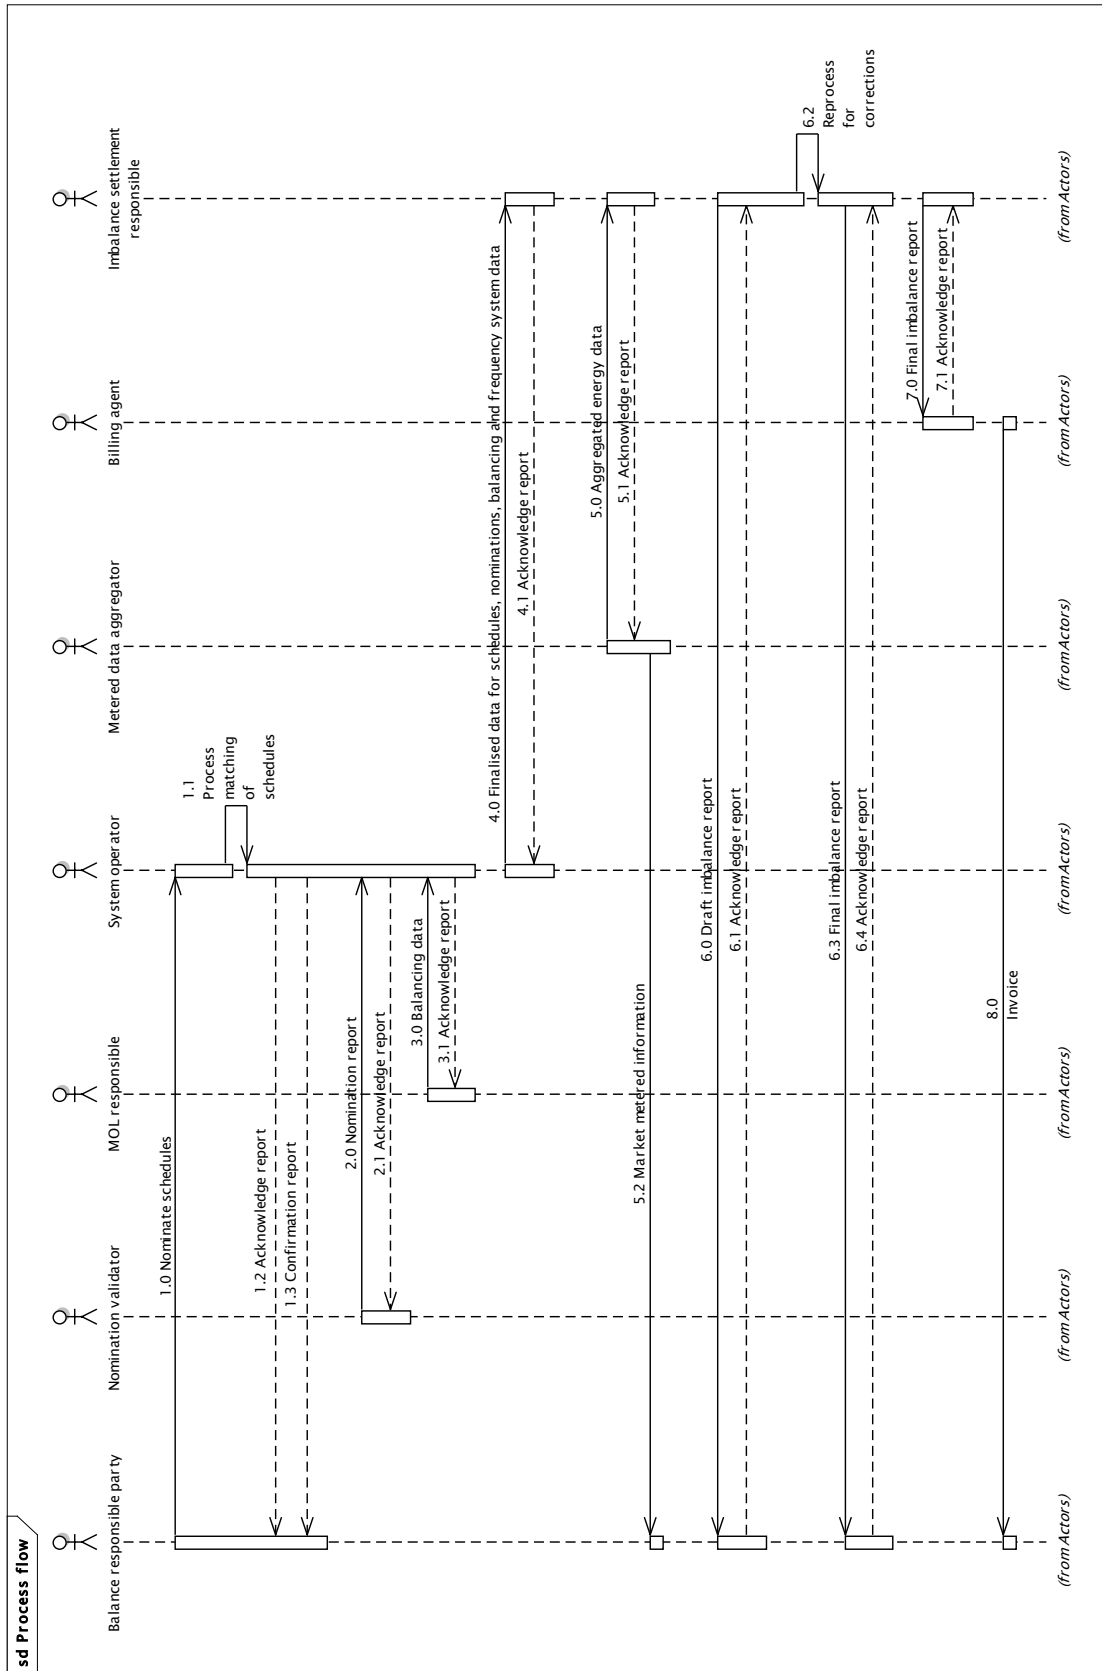 sd Process flow
Balance responsible party
Nomination validator
MOL responsible
System operator
Metered data aggregator
Billing agent
Imbalance settlement
responsible
1.0 Nominate schedules
1.1
Process
matching
of
schedules
1.2 Acknowledge report
1.3 Confirmation report
2.0 Nomination report
2.1 Acknowledge report
3.0 Balancing data
3.1 Acknowledge report
4.0 Finalised data for schedules, nominations, balancing and frequency system data
4.1 Acknowledge report
5.0 Aggregated energy data
5.1 Acknowledge report
5.2 Market metered information
6.0 Draft imbalance report
6.1 Acknowledge report
6.2
Reprocess
for
corrections
6.3 Final imbalance report
6.4 Acknowledge report
7.0 Final imbalance report
7.1 Acknowledge report
8.0
Invoice
(from Actors)
(from Actors)
(from Actors)
(from Actors)
(from Actors)
(from Actors)
(from Actors)